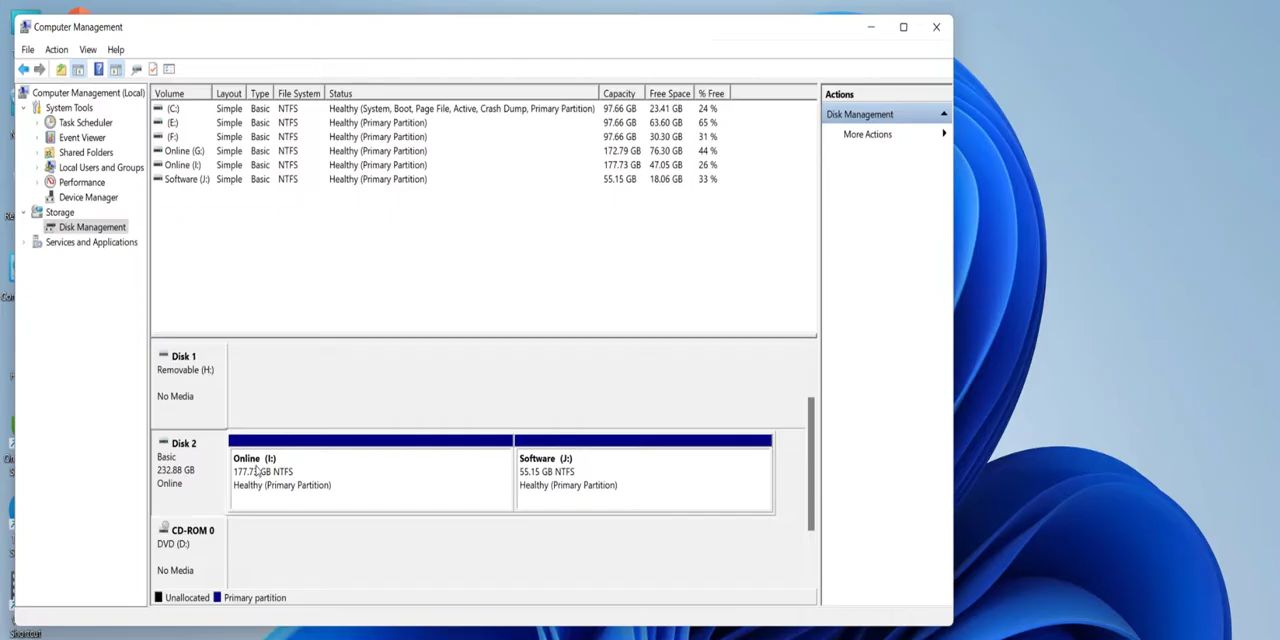 Computer Management
File Action View Help
Computer Management (Local)
System Tools
Task Scheduler
Event Viewer
Shared Folders
Local Users and Groups
Performance
Device Manager
Storage
Disk Management
Services and Applications
Volume Layout Type File System Status Capacity Free Space % Free
(C:) Simple Basic NTFS Healthy (System, Boot, Page File, Active, Crash Dump, Primary Partition) 97.66 GB 23.41 GB 24 %
(E:) Simple Basic NTFS Healthy (Primary Partition) 97.66 GB 63.60 GB 65 %
(F:) Simple Basic NTFS Healthy (Primary Partition) 97.66 GB 30.30 GB 31 %
Online (G:) Simple Basic NTFS Healthy (Primary Partition) 172.79 GB 76.30 GB 44 %
Online (I:) Simple Basic NTFS Healthy (Primary Partition) 177.73 GB 47.05 GB 26 %
Software (J:) Simple Basic NTFS Healthy (Primary Partition) 55.15 GB 18.06 GB 33 %
Disk 1
Removable (H:)
No Media
Disk 2
Basic
232.88 GB
Online
Online (I:)
177.73 GB NTFS
Healthy (Primary Partition)
Software (J:)
55.15 GB NTFS
Healthy (Primary Partition)
CD-ROM 0
DVD (D:)
No Media
Unallocated Primary partition
Actions
Disk Management
More Actions
Shortcut